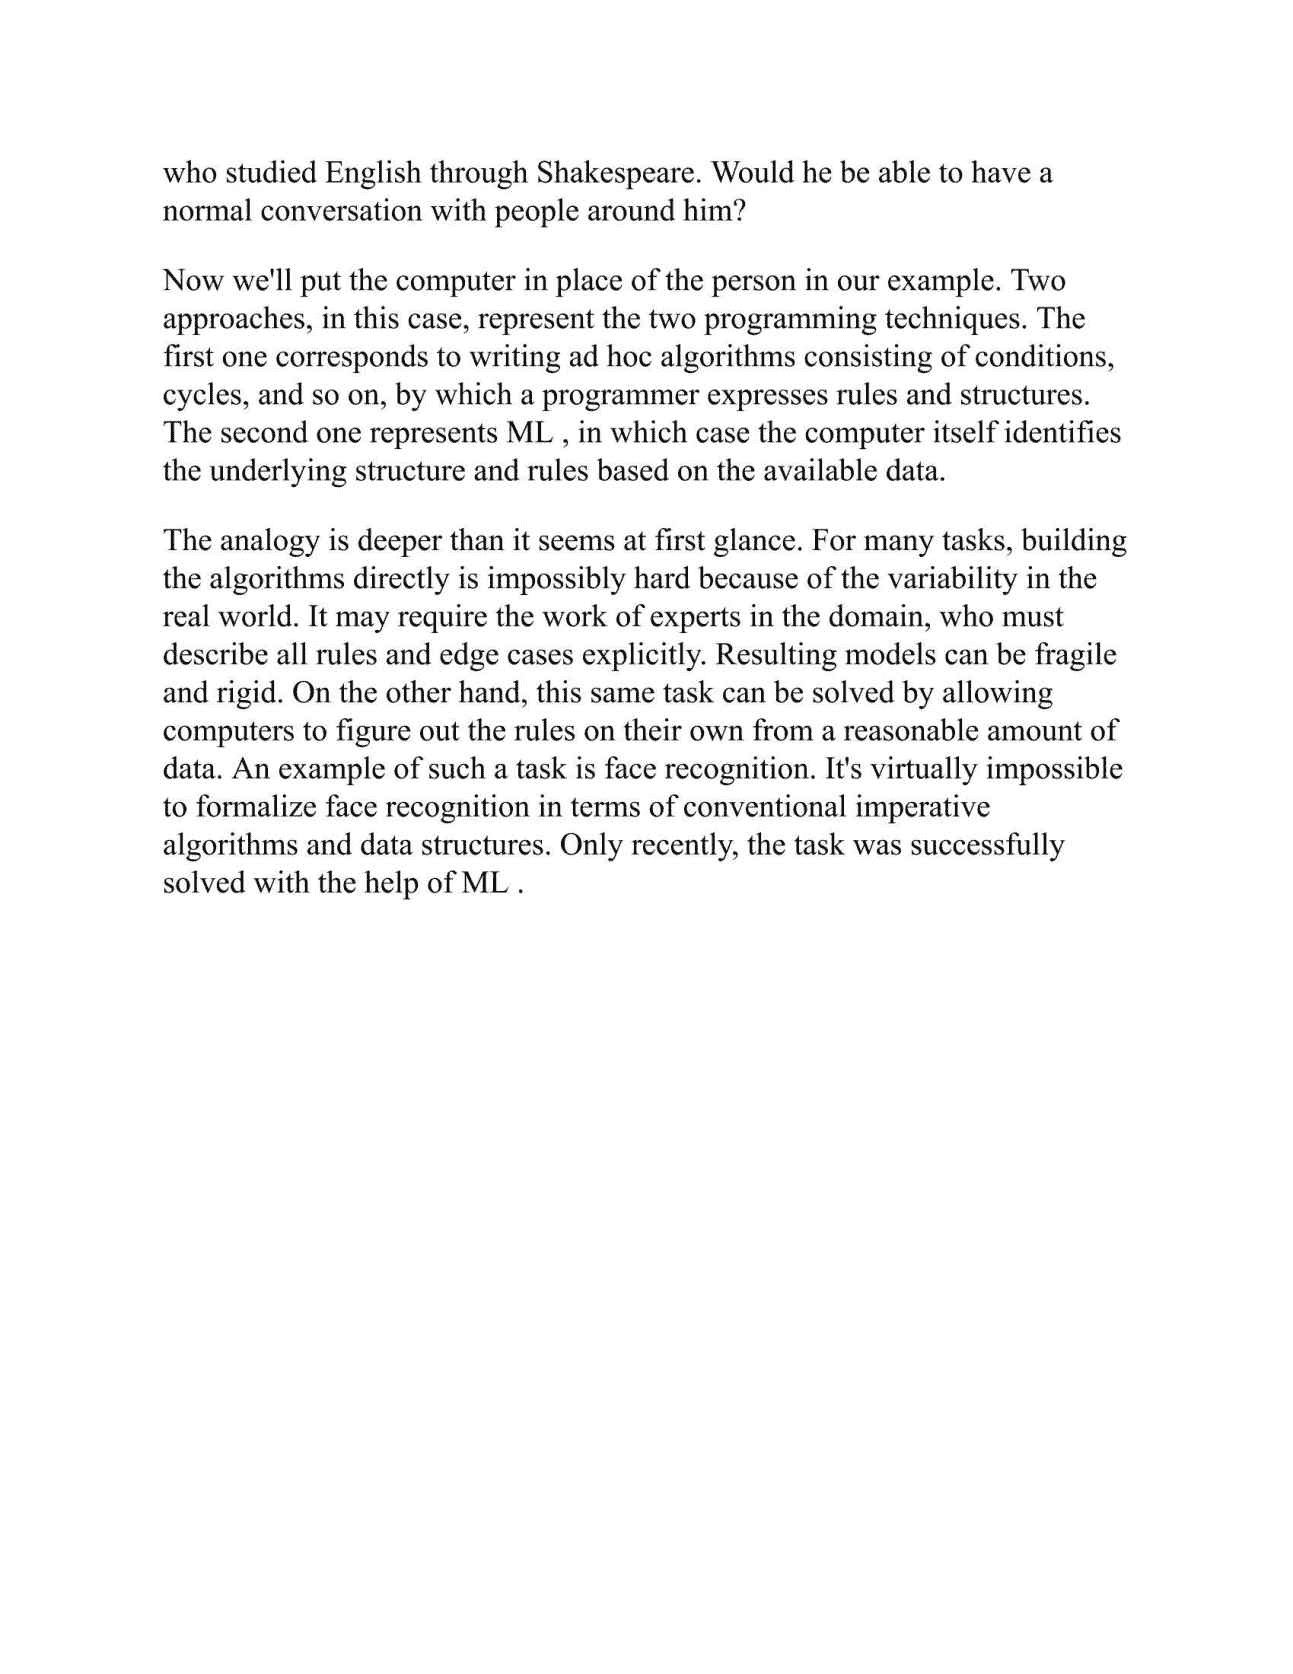 who studied English through Shakespeare. Would he be able to have a
normal conversation with people around him?
Now we'll put the computer in place of the person in our example. Two
approaches, in this case, represent the two programming techniques. The
first one corresponds to writing ad hoc algorithms consisting of conditions,
cycles, and so on, by which a programmer expresses rules and structures.
The second one represents ML , in which case the computer itself identifies
the underlying structure and rules based on the available data.
The analogy is deeper than it seems at first glance. For many tasks, building
the algorithms directly is impossibly hard because of the variability in the
real world. It may require the work of experts in the domain, who must
describe all rules and edge cases explicitly. Resulting models can be fragile
and rigid. On the other hand, this same task can be solved by allowing
computers to figure out the rules on their own from a reasonable amount of
data. An example of such a task is face recognition. It's virtually impossible
to formalize face recognition in terms of conventional imperative
algorithms and data structures. Only recently, the task was successfully
solved with the help of ML .